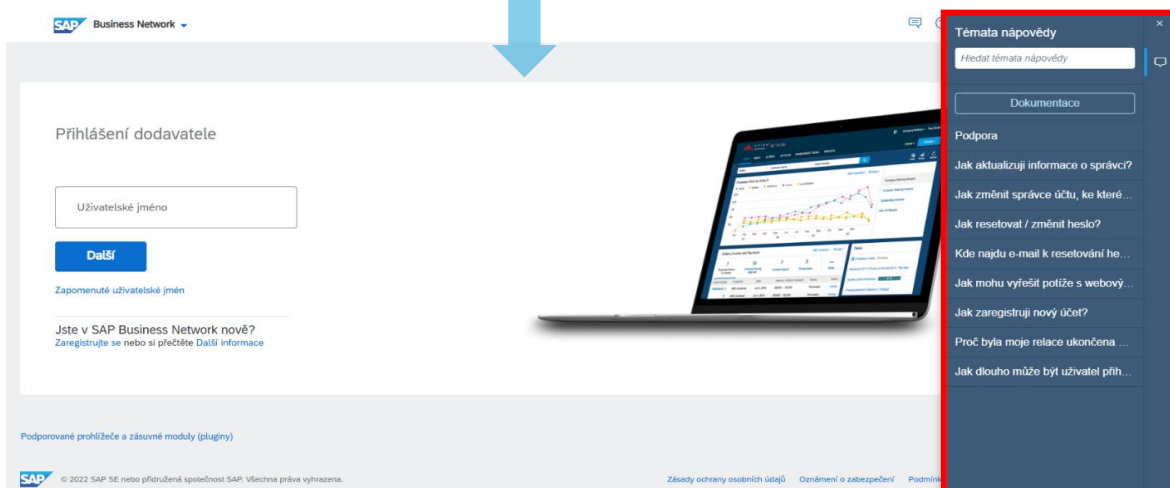 SAP Business Network
Přihlášení dodavatele
Uživatelské jméno
Další
Zapomenuté uživatelské jmén
Jste v SAP Business Network nově?
Zaregistrujte se nebo si přečtěte Další informace
Podporované prohlížeče a zásuvné moduly (pluginy)
SAP © 2022 SAP SE nebo přidružená společnost SAP. Všechna práva vyhrazena.
Zásady ochrany osobních údajů Oznámení o zabezpečení Podmínk
Témata nápovědy
Hledat témata nápovědy
Dokumentace
Podpora
Jak aktualizuji informace o správci?
Jak změnit správce účtu, ke které...
Jak resetovat / změnit heslo?
Kde najdu e-mail k resetování he...
Jak mohu vyřešit potíže s webový...
Jak zaregistruji nový účet?
Proč byla moje relace ukončena ...
Jak dlouho může být uživatel přih...